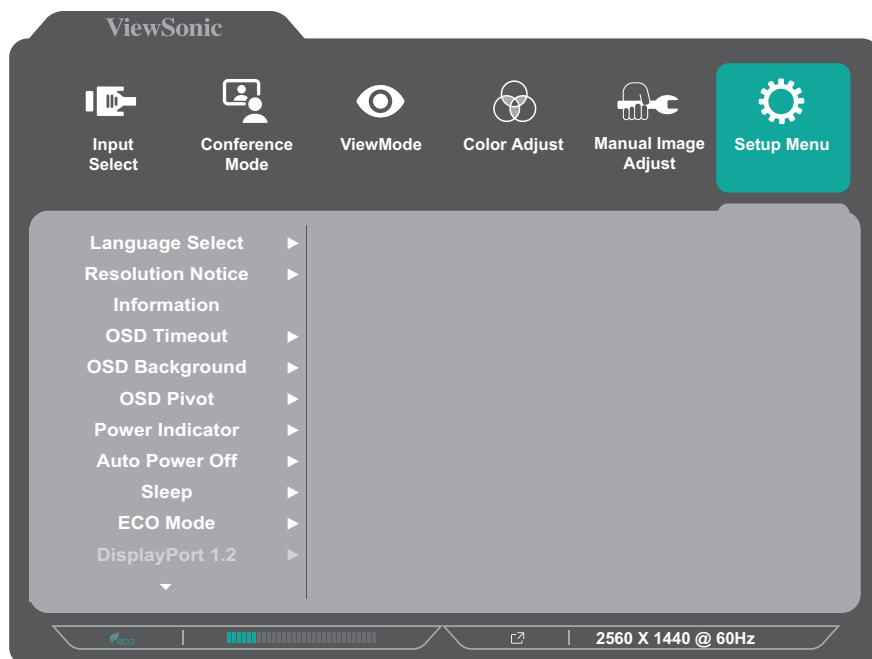 ViewSonic
Input Select
Conference Mode
ViewMode
Color Adjust
Manual Image Adjust
Setup Menu
Language Select
Resolution Notice
Information
OSD Timeout
OSD Background
OSD Pivot
Power Indicator
Auto Power Off
Sleep
ECO Mode
DisplayPort 1.2
eco
2560 X 1440 @ 60Hz